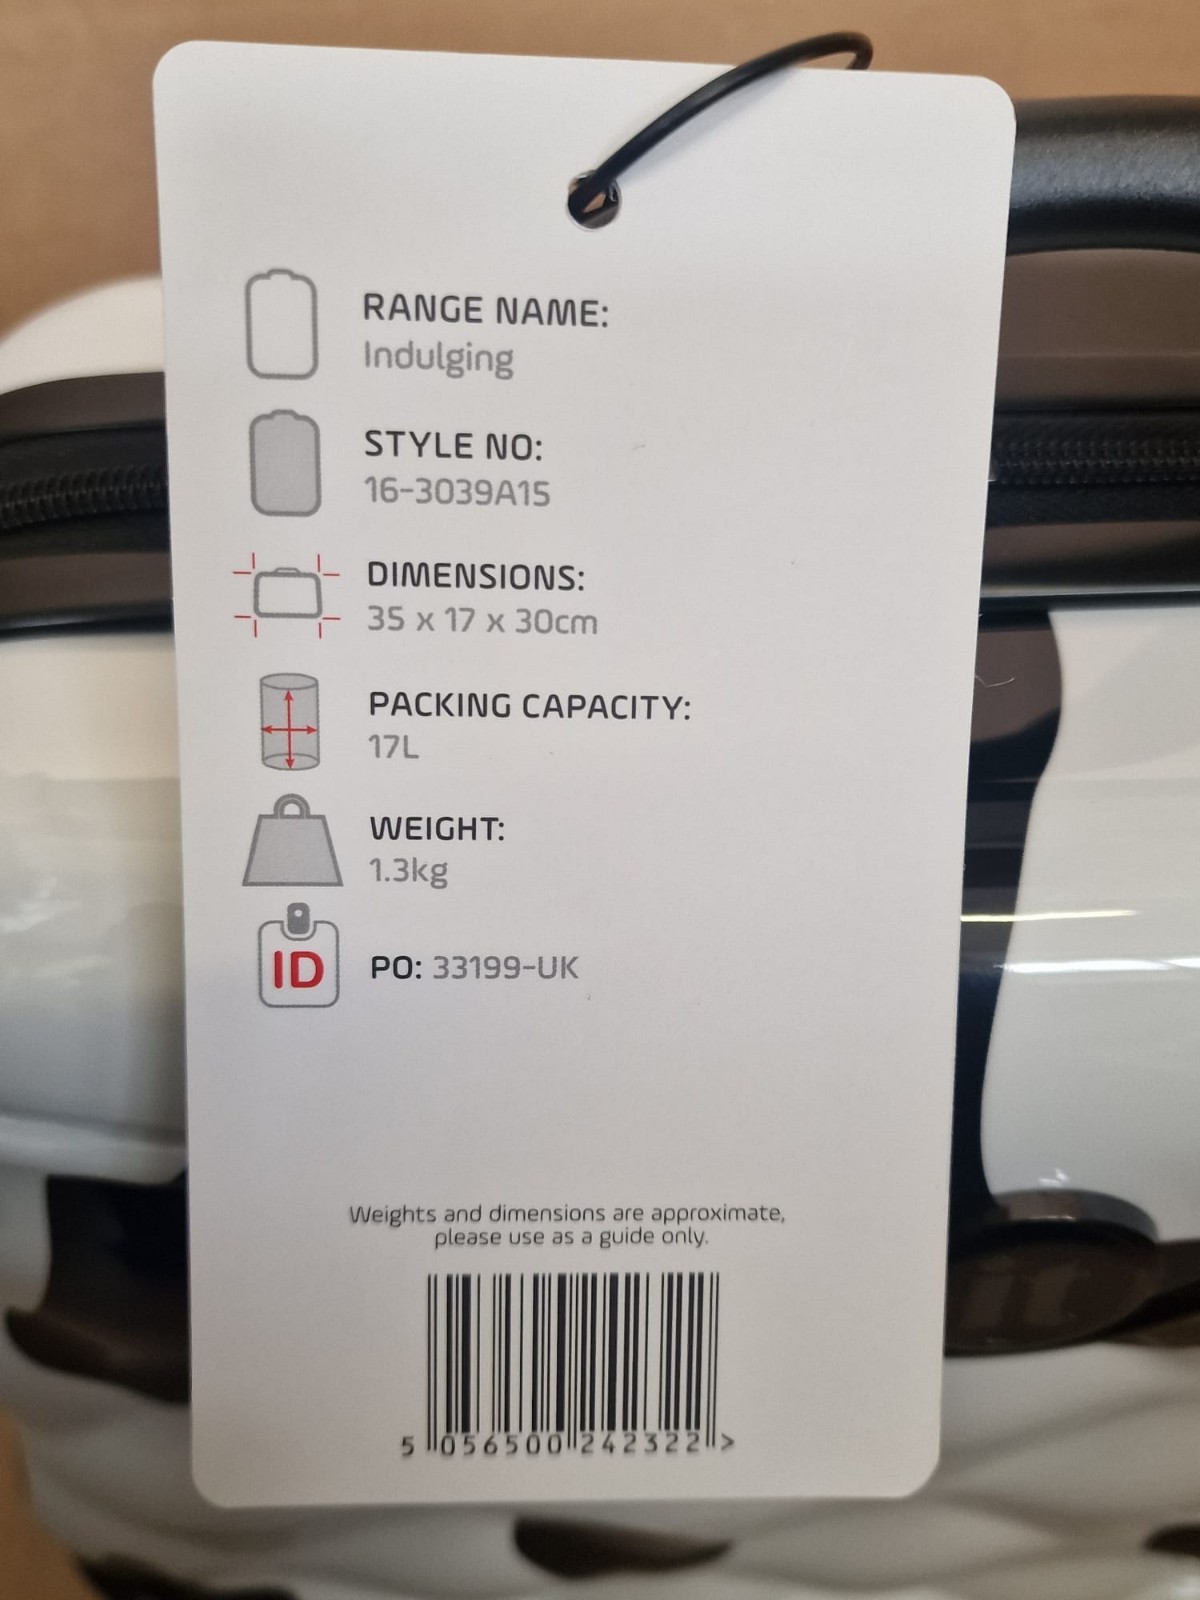 RANGE NAME:
Indulging
STYLE NO:
16-3039A15
DIMENSIONS:
35 x 17 x 30cm
PACKING CAPACITY:
17L
WEIGHT:
1.3kg
ID
PO: 33199-UK
Weights and dimensions are approximate,
please use as a guide only.
5 056500 242322 >